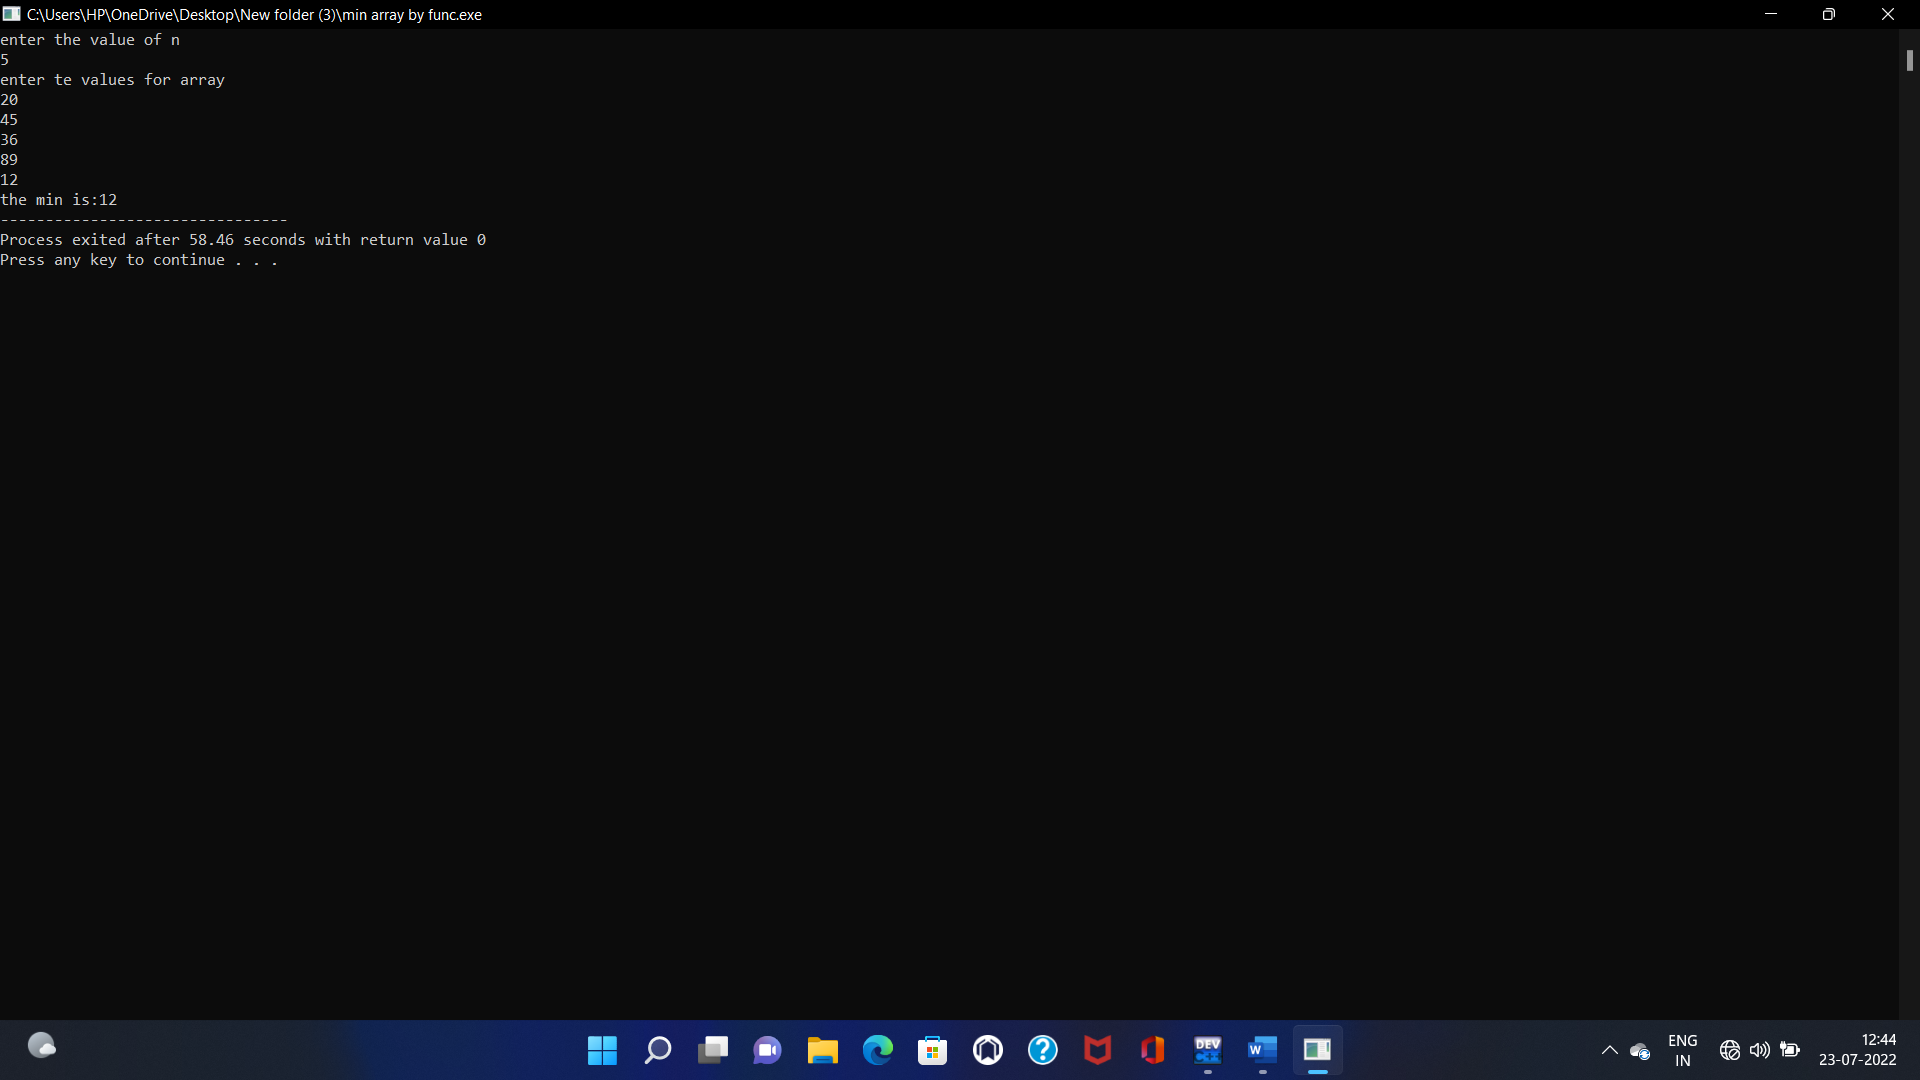 C:\Users\HP\OneDrive\Desktop\New folder (3)\min array by func.exe
enter the value of n
5
enter te values for array
20
45
36
89
12
the min is:12
--------------------------------
Process exited after 58.46 seconds with return value 0
Press any key to continue . . .
DEV
C++
W
ENG
IN
12:44
23-07-2022